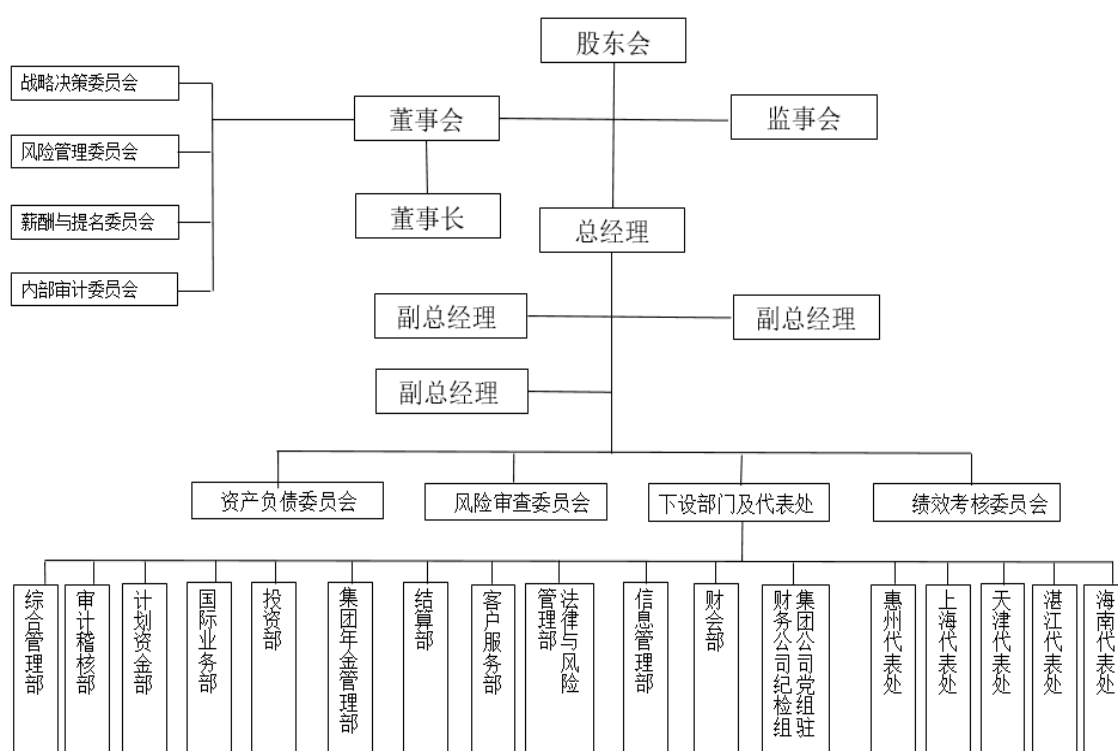 股东会
战略决策委员会
董事会
监事会
风险管理委员会
薪酬与提名委员会
董事长
总经理
内部审计委员会
副总经理
副总经理
副总经理
资产负债委员会
风险审查委员会
下设部门及代表处
绩效考核委员会
综合管理部
审计稽核部
计划资金部
国际业务部
投资部
集团年金管理部
结算部
客户服务部
法律与风险
管理部
信息管理部
财会部
集团公司党组驻
财务公司纪检组
惠州代表处
上海代表处
天津代表处
湛江代表处
海南代表处